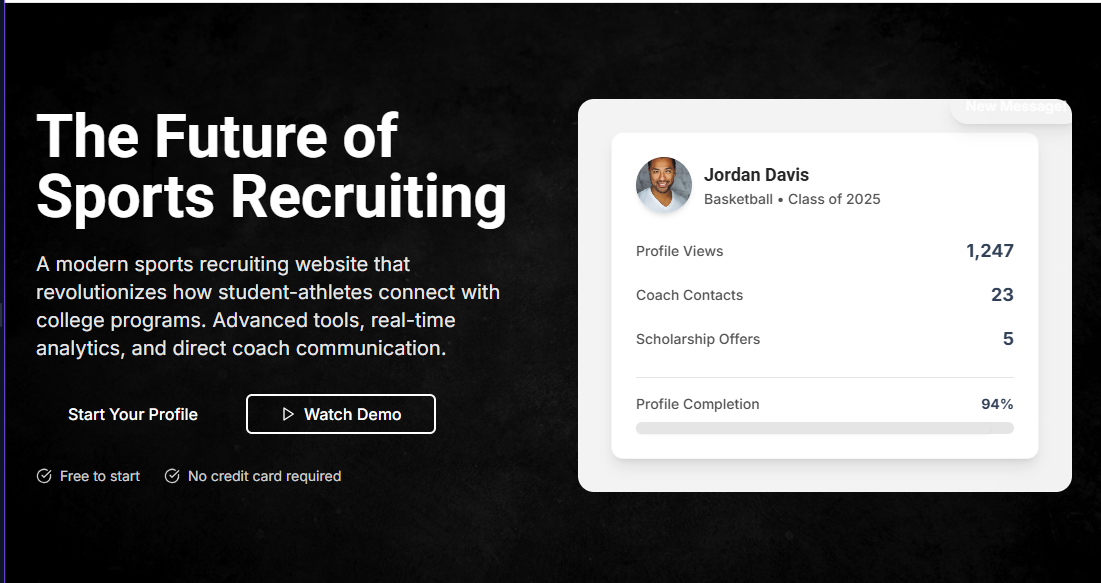 The Future of
Sports Recruiting
A modern sports recruiting website that
revolutionizes how student-athletes connect with
college programs. Advanced tools, real-time
analytics, and direct coach communication.
Start Your Profile
Watch Demo
Free to start
No credit card required
New Message!
Jordan Davis
Basketball • Class of 2025
Profile Views
1,247
Coach Contacts
23
Scholarship Offers
5
Profile Completion
94%